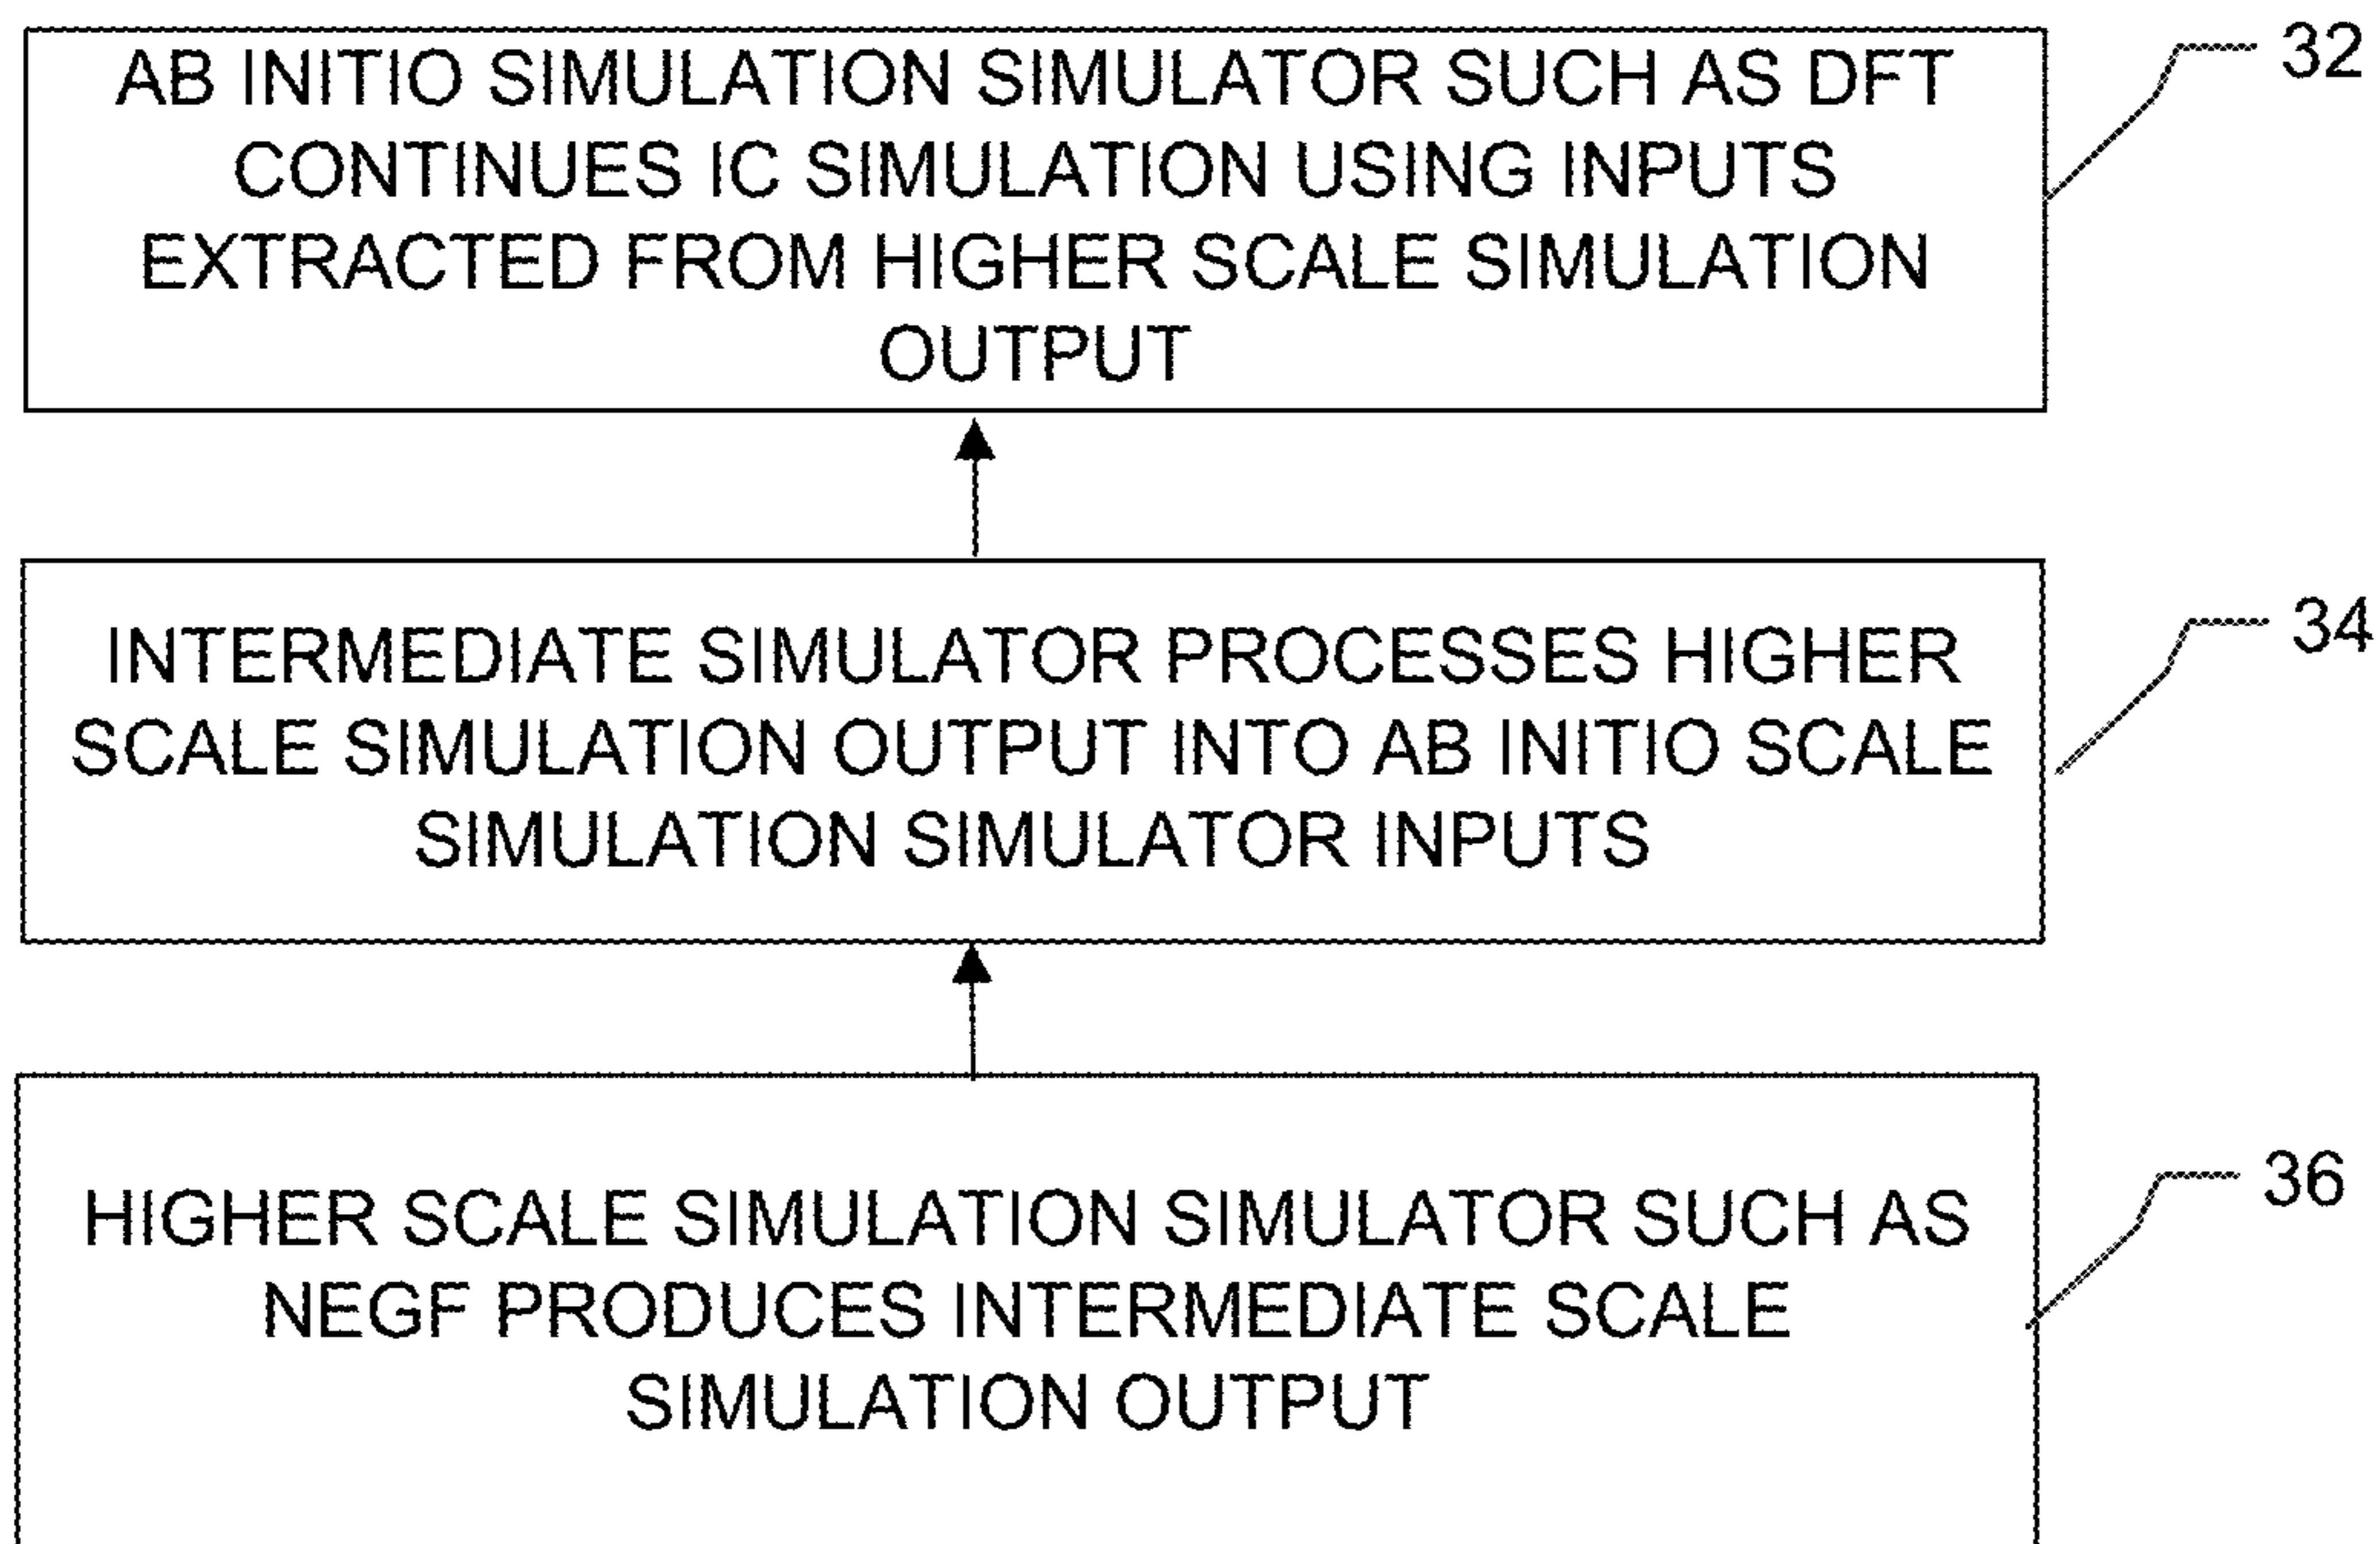 AB INITIO SIMULATION SIMULATOR SUCH AS DFT
CONTINUES IC SIMULATION USING INPUTS
EXTRACTED FROM HIGHER SCALE SIMULATION
OUTPUT
32
INTERMEDIATE SIMULATOR PROCESSES HIGHER
SCALE SIMULATION OUTPUT INTO AB INITIO SCALE
SIMULATION SIMULATOR INPUTS
34
HIGHER SCALE SIMULATION SIMULATOR SUCH AS
NEGF PRODUCES INTERMEDIATE SCALE
SIMULATION OUTPUT
36